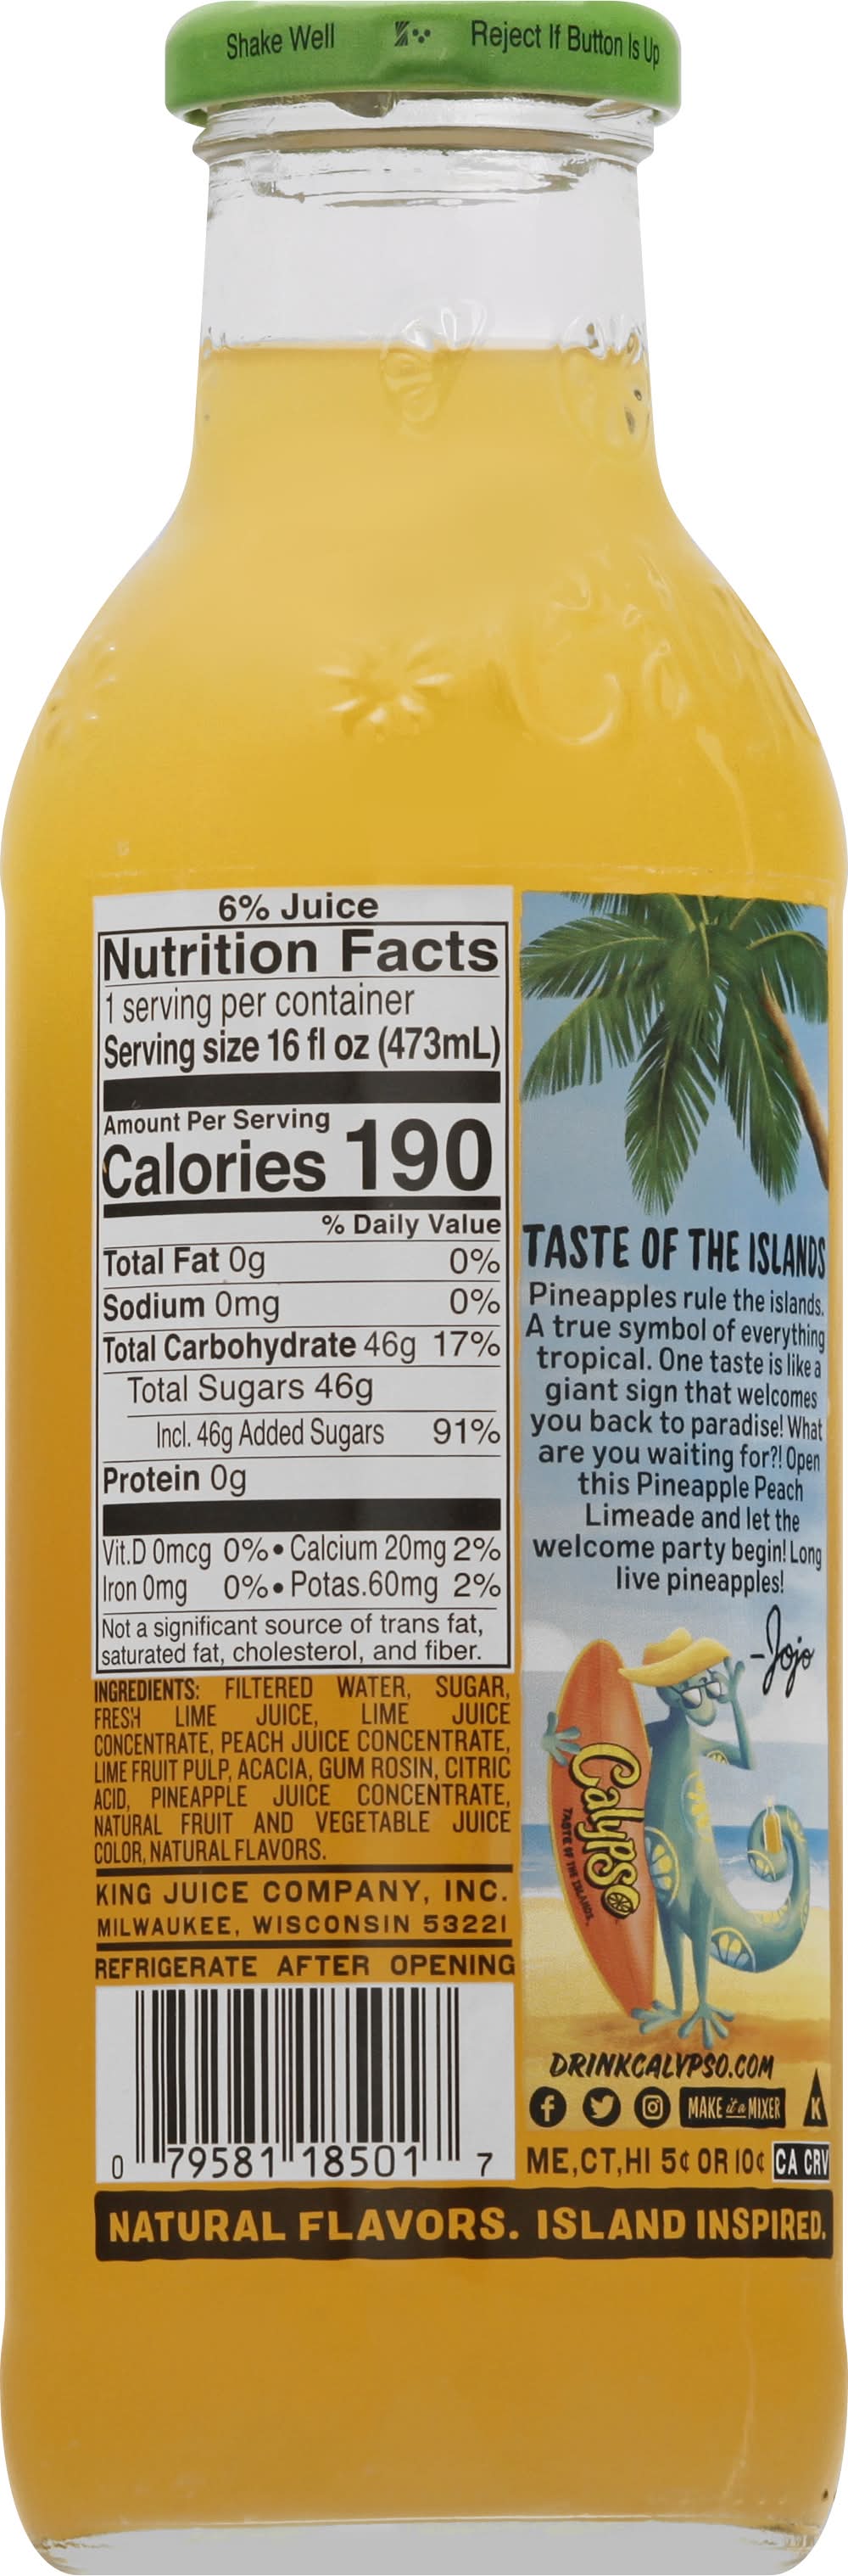 Shake Well
Reject If Button Is Up
6% Juice
Nutrition Facts
1 serving per container
Serving size 16 fl oz (473mL)
Amount Per Serving
Calories 190
% Daily Value
Total Fat 0g 0%
Sodium 0mg 0%
Total Carbohydrate 46g 17%
Total Sugars 46g
Incl. 46g Added Sugars 91%
Protein 0g
Vit.D 0mcg 0% • Calcium 20mg 2%
Iron 0mg 0% • Potas.60mg 2%
Not a significant source of trans fat,
saturated fat, cholesterol, and fiber.
INGREDIENTS: FILTERED WATER, SUGAR,
FRESH LIME JUICE, LIME JUICE
CONCENTRATE, PEACH JUICE CONCENTRATE,
LIME FRUIT PULP, ACACIA, GUM ROSIN, CITRIC
ACID, PINEAPPLE JUICE CONCENTRATE,
NATURAL FRUIT AND VEGETABLE JUICE
COLOR, NATURAL FLAVORS.
KING JUICE COMPANY, INC.
MILWAUKEE, WISCONSIN 53221
REFRIGERATE AFTER OPENING
0 79581 18501 7
TASTE OF THE ISLANDS
Pineapples rule the islands.
A true symbol of everything
tropical. One taste is like a
giant sign that welcomes
you back to paradise! What
are you waiting for?! Open
this Pineapple Peach
Limeade and let the
welcome party begin! Long
live pineapples!
-Jojo
Calypso
TASTE OF THE ISLANDS.
DRINKCALYPSO.COM
MAKE it a MIXER
K
ME,CT,HI 5¢ OR 10¢ CA CRV
NATURAL FLAVORS. ISLAND INSPIRED.